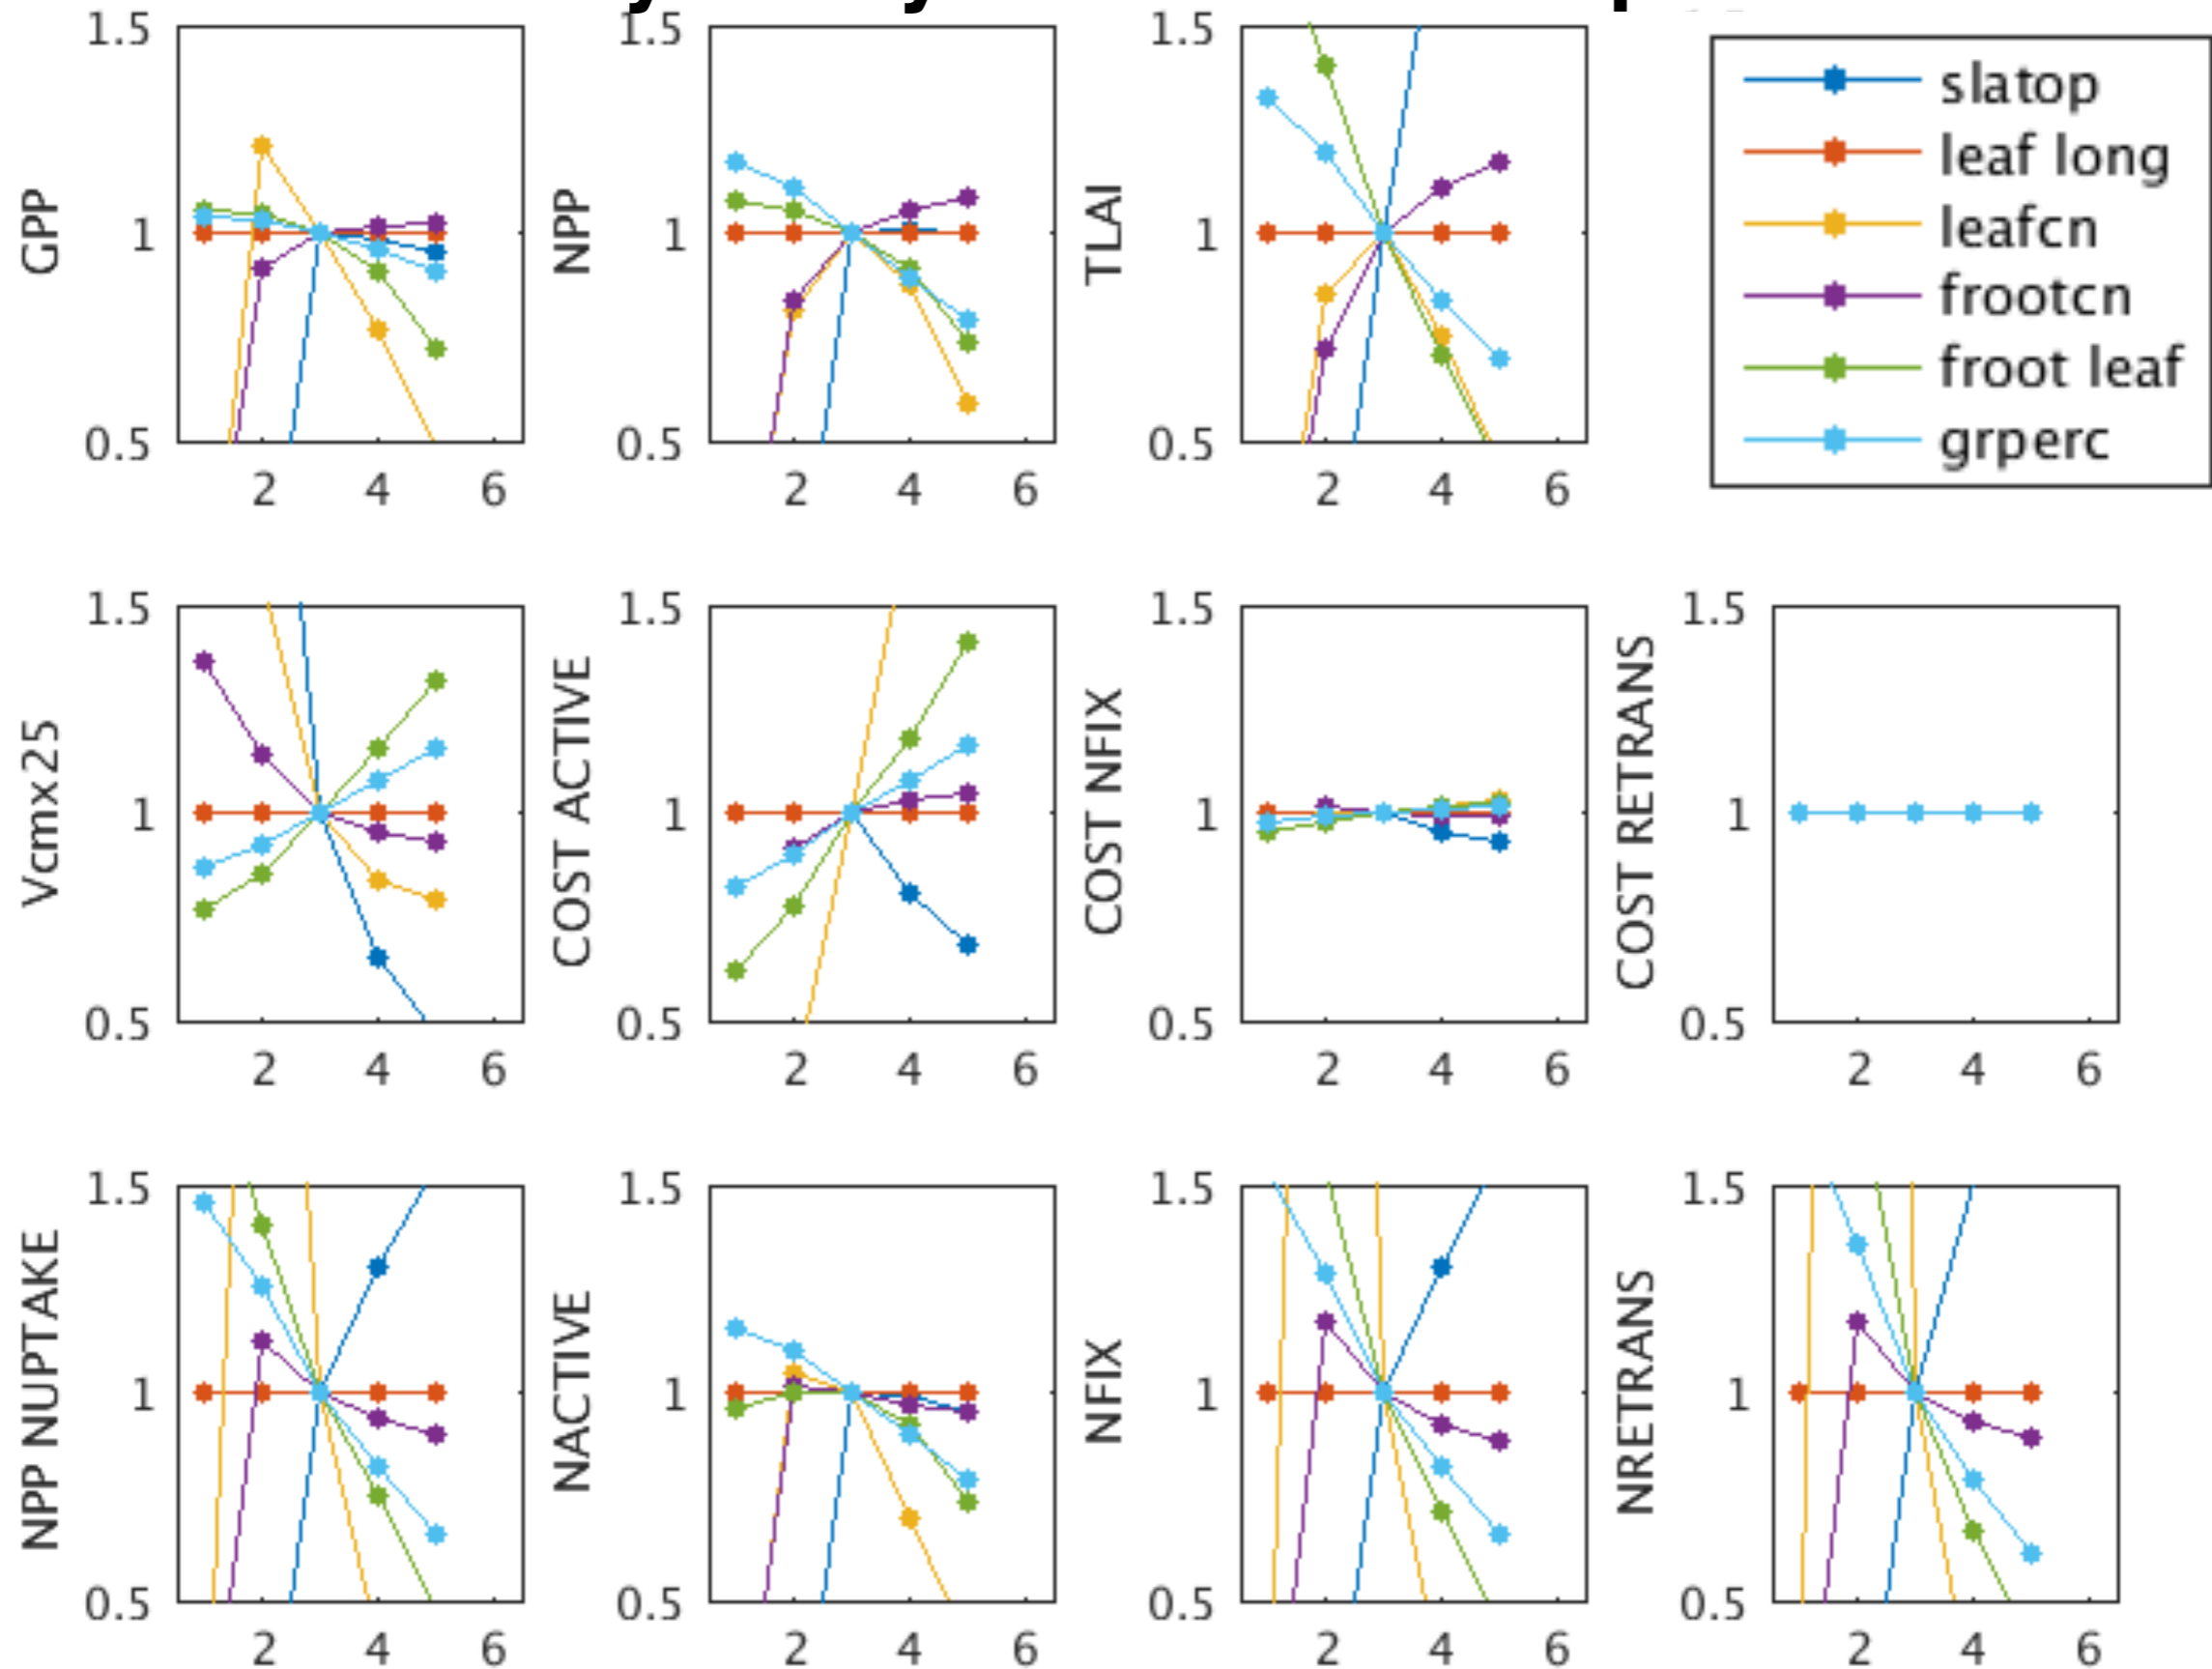 1.5
1
0.5
2 4 6
GPP
1.5
1
0.5
2 4 6
NPP
1.5
1
0.5
2 4 6
TLAI
slatop
leaf long
leafcn
frootcn
froot leaf
grperc
1.5
1
0.5
2 4 6
Vcmx25
1.5
1
0.5
2 4 6
COST ACTIVE
1.5
1
0.5
2 4 6
COST NFIX
1.5
1
0.5
2 4 6
COST RETRANS
1.5
1
0.5
2 4 6
NPP NUPTAKE
1.5
1
0.5
2 4 6
NACTIVE
1.5
1
0.5
2 4 6
NFIX
1.5
1
0.5
2 4 6
NRETRANS